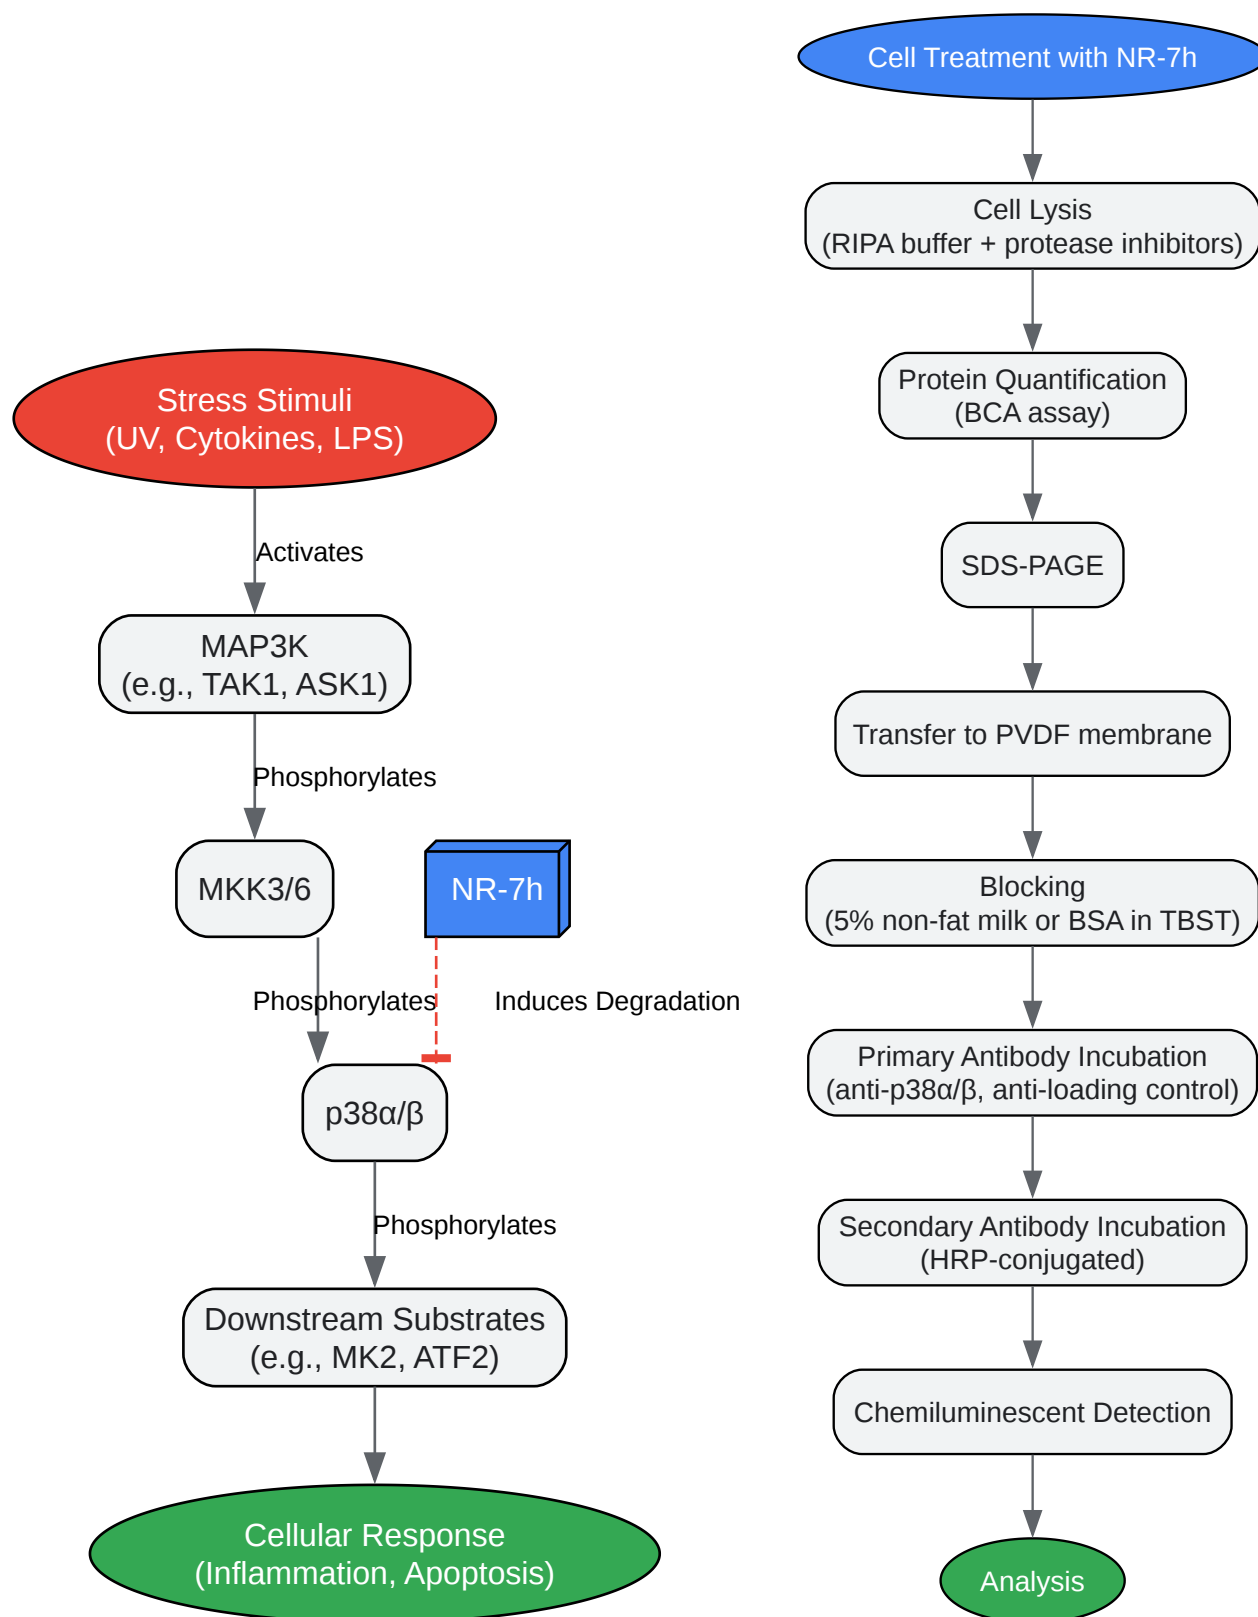 Stress Stimuli
(UV, Cytokines, LPS)
Activates
MAP3K
(e.g., TAK1, ASK1)
Phosphorylates
MKK3/6
NR-7h
Phosphorylates
Induces Degradation
p38α/β
Phosphorylates
Downstream Substrates
(e.g., MK2, ATF2)
Cellular Response
(Inflammation, Apoptosis)
Cell Treatment with NR-7h
Cell Lysis
(RIPA buffer + protease inhibitors)
Protein Quantification
(BCA assay)
SDS-PAGE
Transfer to PVDF membrane
Blocking
(5% non-fat milk or BSA in TBST)
Primary Antibody Incubation
(anti-p38α/β, anti-loading control)
Secondary Antibody Incubation
(HRP-conjugated)
Chemiluminescent Detection
Analysis